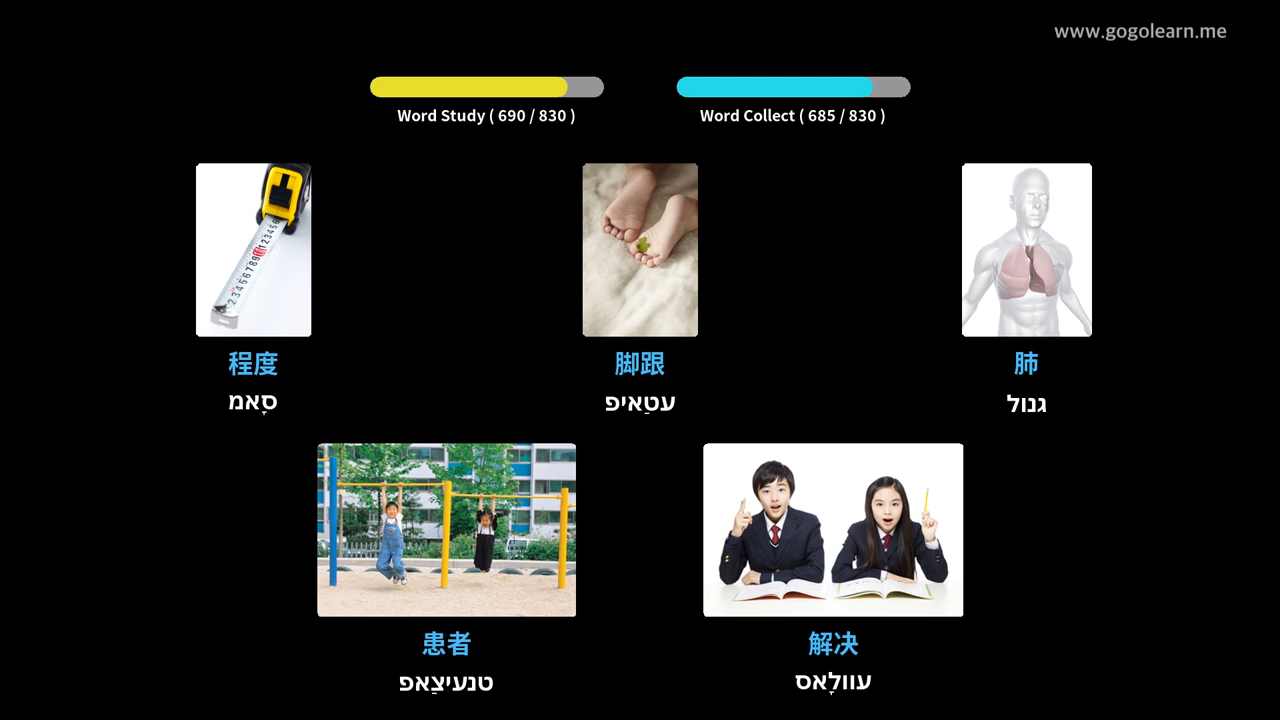 www.gogolearn.me
Word Study ( 690 / 830 )
Word Collect ( 685 / 830 )
程度
סָאמ
脚跟
עטַאיפ
肺
גנול
患者
טנעיצַאפ
解决
עוולָאס